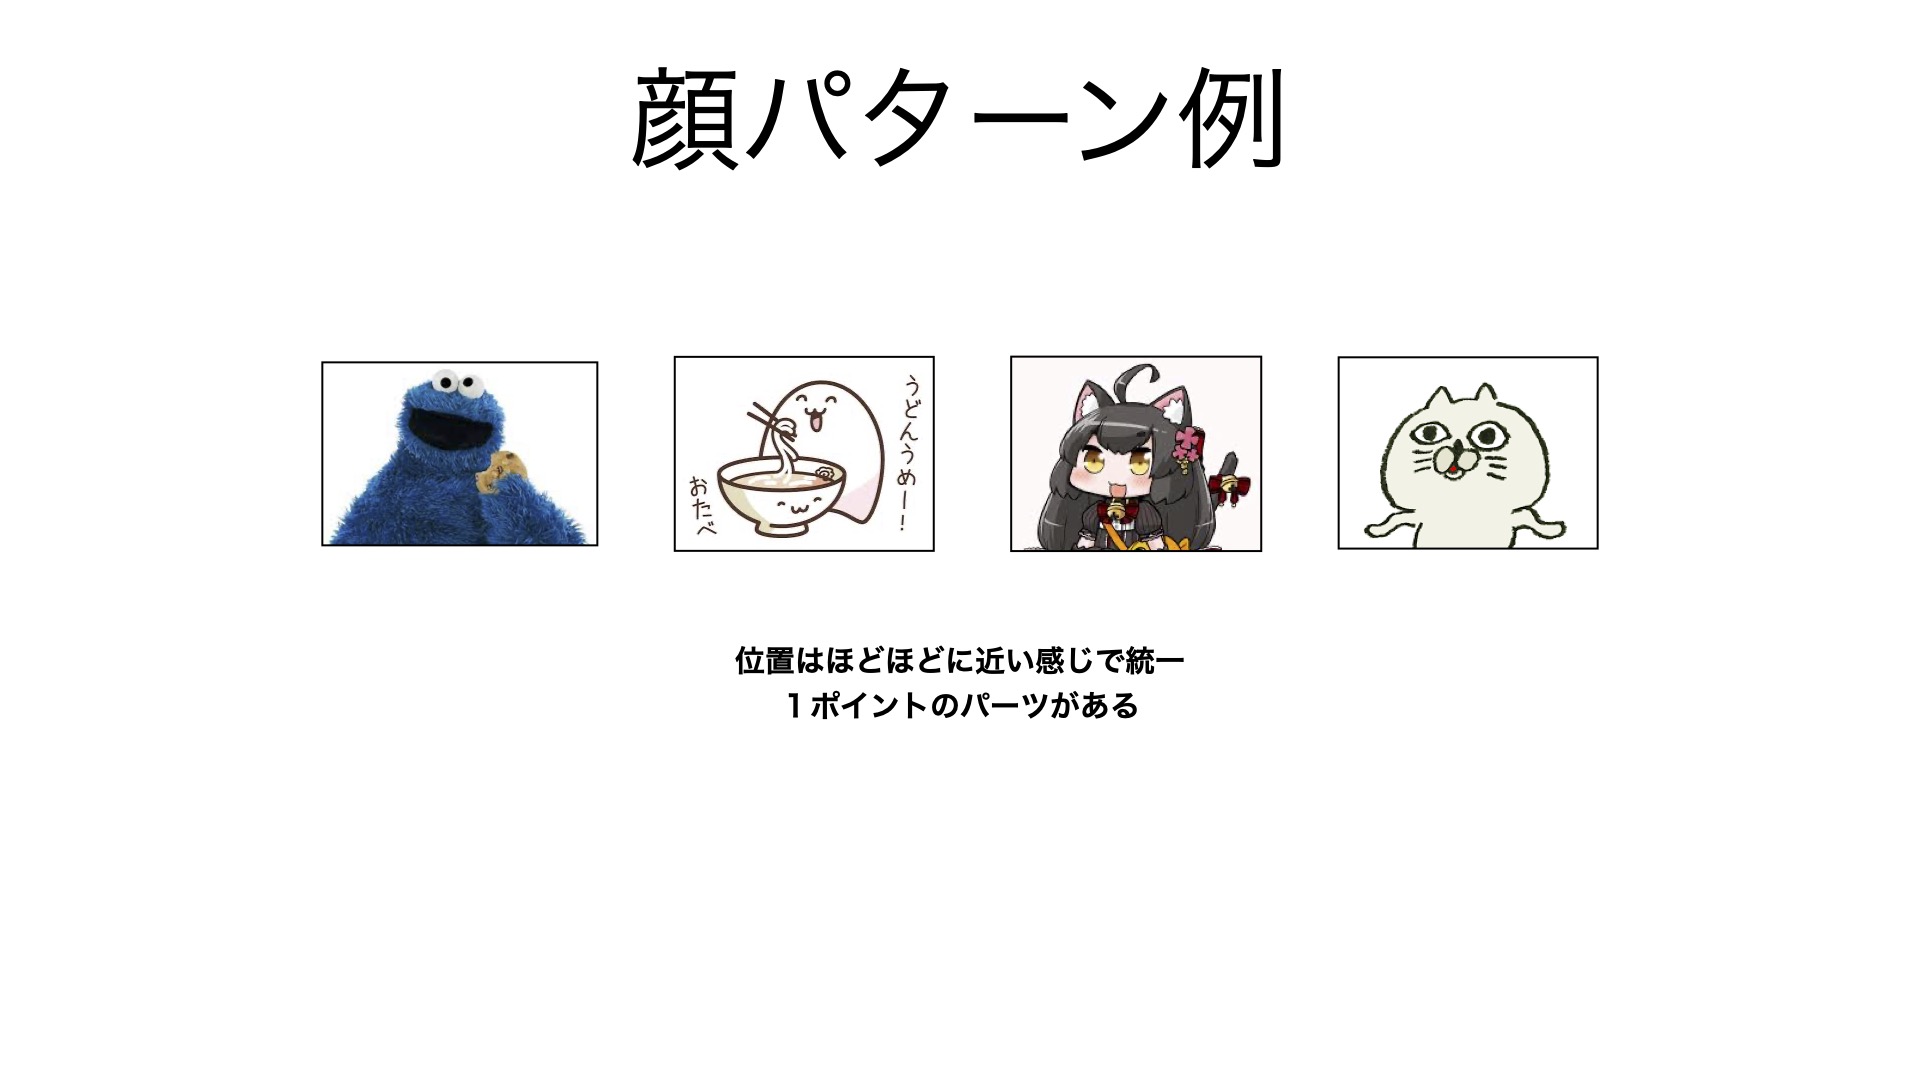 顔パターン例
うどんうめー！
おたべ
位置はほどほどに近い感じで統一
１ポイントのパーツがある